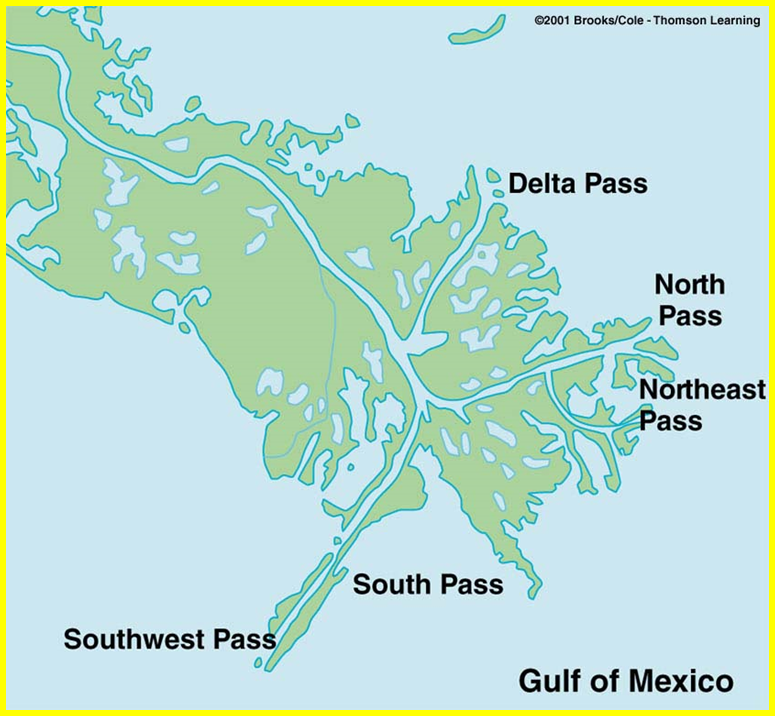 ©2001 Brooks/Cole - Thomson Learning
Delta Pass
North
Pass
Northeast
Pass
South Pass
Southwest Pass
Gulf of Mexico